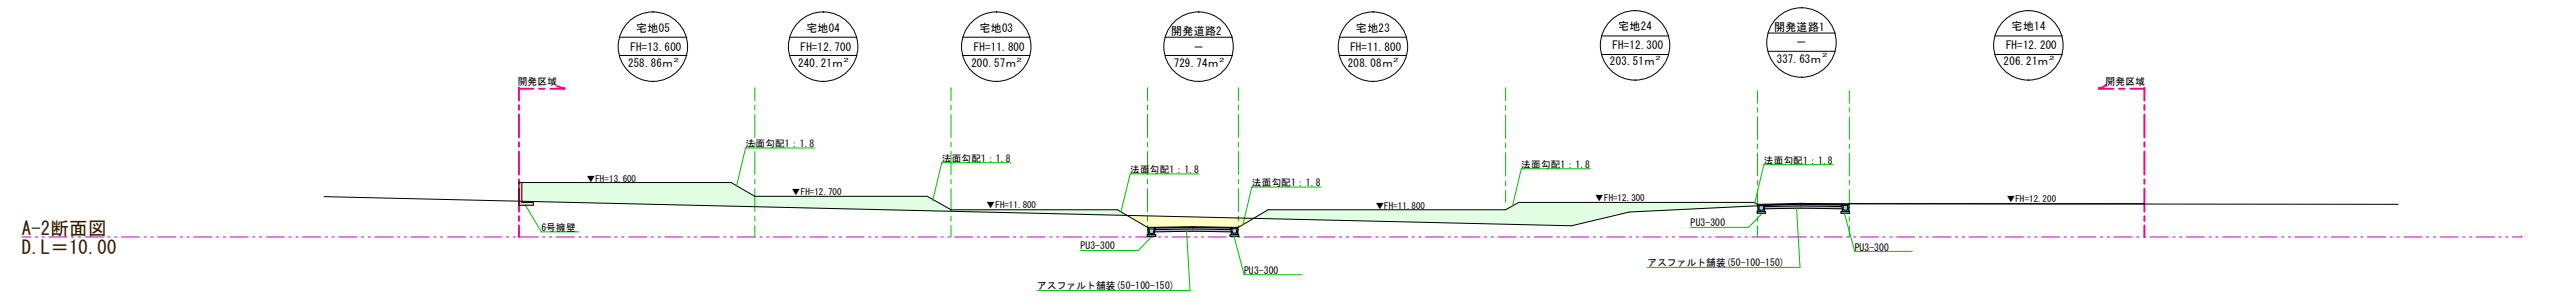 宅地05
FH=13.600
258.86m²
宅地04
FH=12.700
240.21m²
宅地03
FH=11.800
200.57m²
開発道路2
−
729.74m²
宅地23
FH=11.800
208.08m²
宅地24
FH=12.300
203.51m²
開発道路1
−
337.63m²
宅地14
FH=12.200
206.21m²
開発区域
開発区域
法面勾配1:1.8
法面勾配1:1.8
法面勾配1:1.8
法面勾配1:1.8
法面勾配1:1.8
法面勾配1:1.8
▼FH=13.600
▼FH=12.700
▼FH=11.800
▼FH=11.800
▼FH=12.300
▼FH=12.200
6号擁壁
PU3-300
PU3-300
PU3-300
PU3-300
アスファルト舗装(50-100-150)
アスファルト舗装(50-100-150)
A-2断面図
D.L=10.00